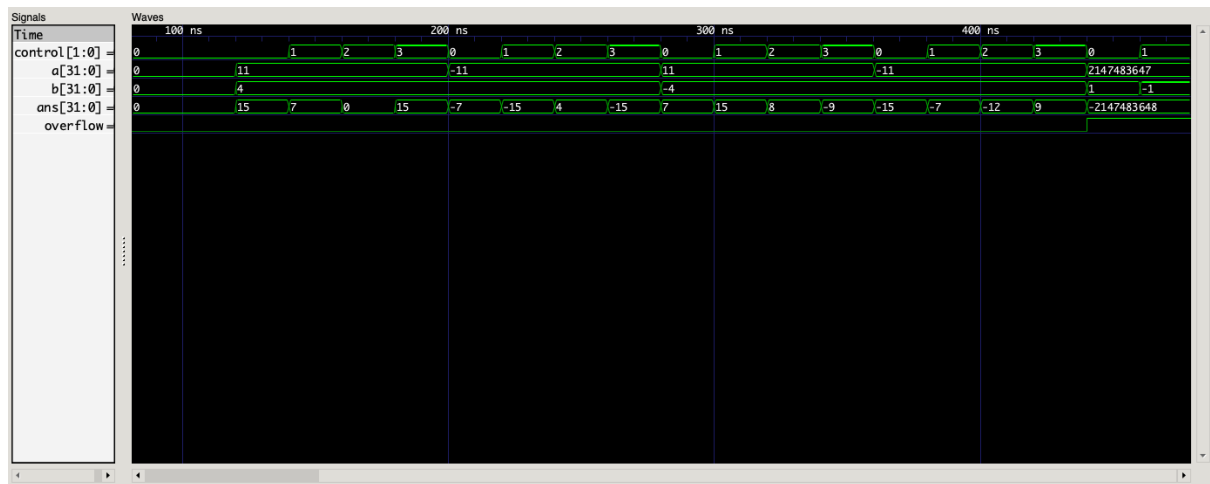 Signals
Waves
Time
100 ns 200 ns 300 ns 400 ns
control[1:0] = 0 1 2 3 0 1 2 3 0 1 2 3 0 1 2 3 0 1
a[31:0] = 0 11 -11 11 -11 2147483647
b[31:0] = 0 4 -4 1 -1
ans[31:0] = 0 15 7 0 15 -7 -15 4 -15 7 15 8 -9 -15 -7 -12 9 -2147483648
overflow =